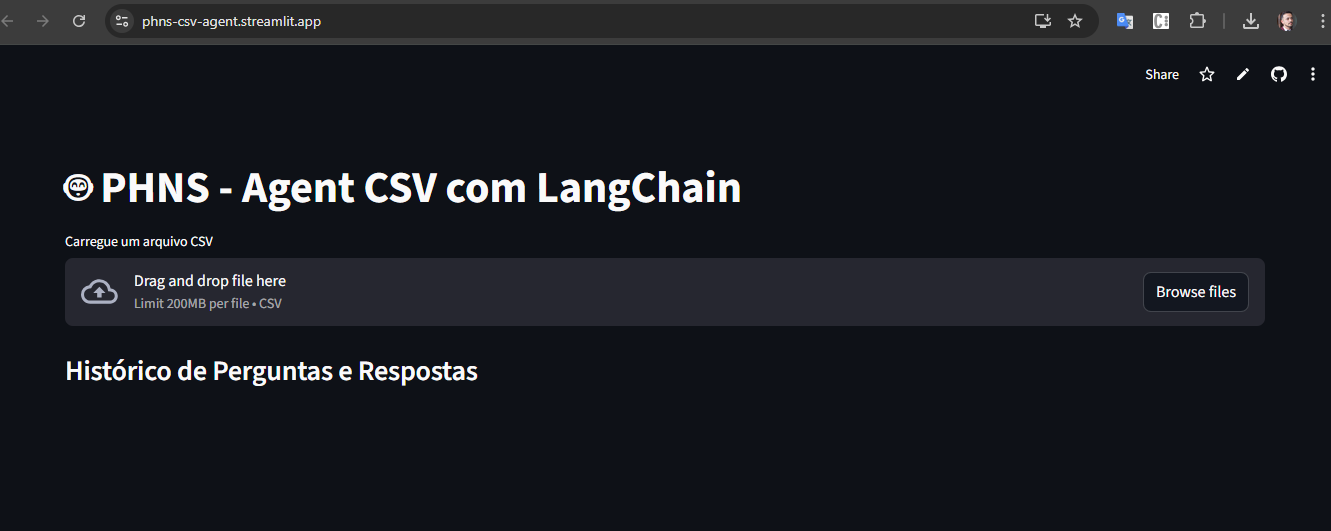 phns-csv-agent.streamlit.app
Share
PHNS - Agent CSV com LangChain
Carregue um arquivo CSV
Drag and drop file here
Limit 200MB per file • CSV
Browse files
Histórico de Perguntas e Respostas